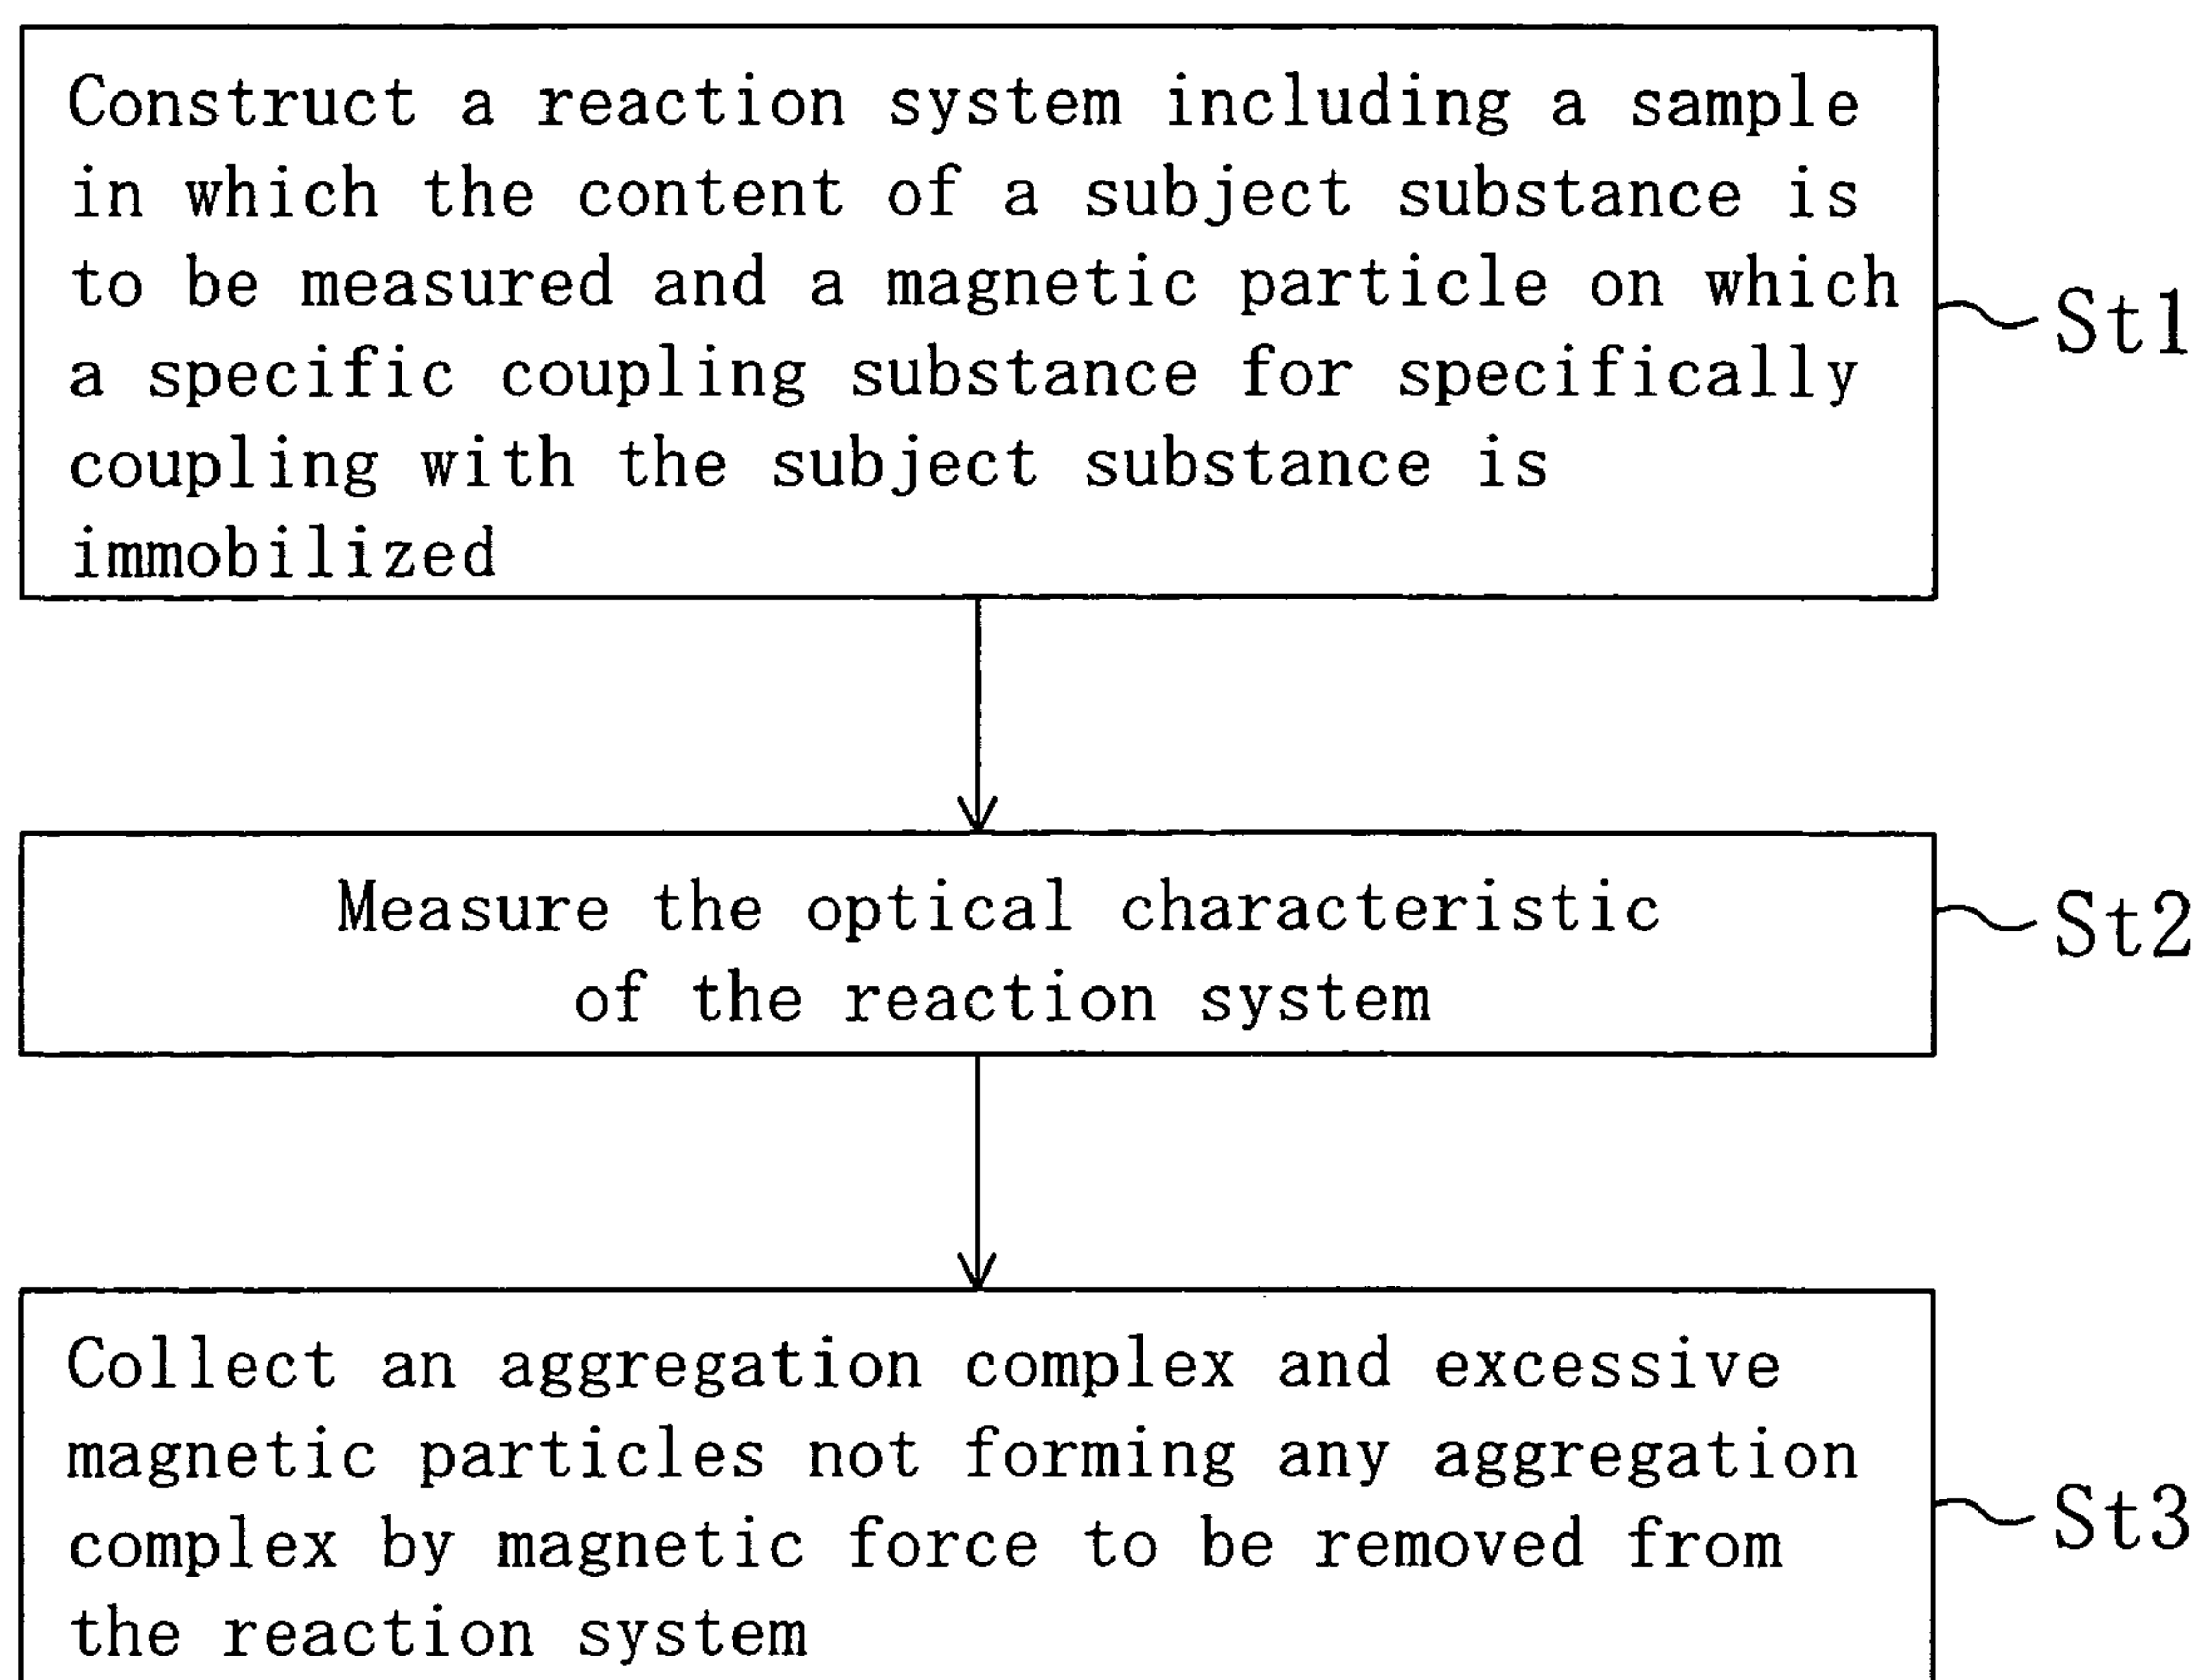 Construct a reaction system including a sample
in which the content of a subject substance is
to be measured and a magnetic particle on which
a specific coupling substance for specifically
coupling with the subject substance is
immobilized
St1
Measure the optical characteristic
of the reaction system
St2
Collect an aggregation complex and excessive
magnetic particles not forming any aggregation
complex by magnetic force to be removed from
the reaction system
St3